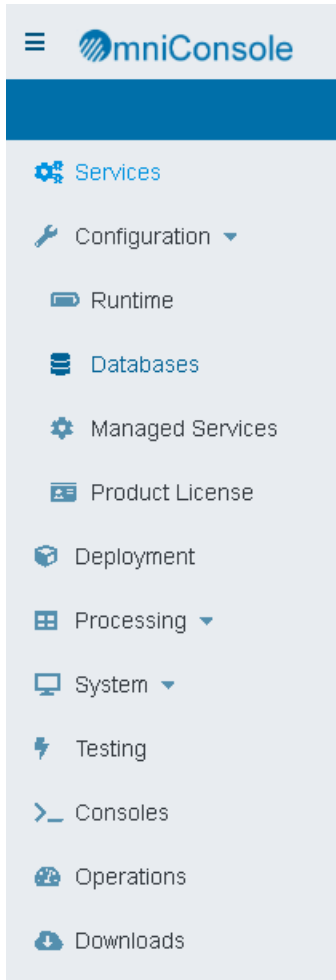 OmniConsole
Services
Configuration
Runtime
Databases
Managed Services
Product License
Deployment
Processing
System
Testing
Consoles
Operations
Downloads